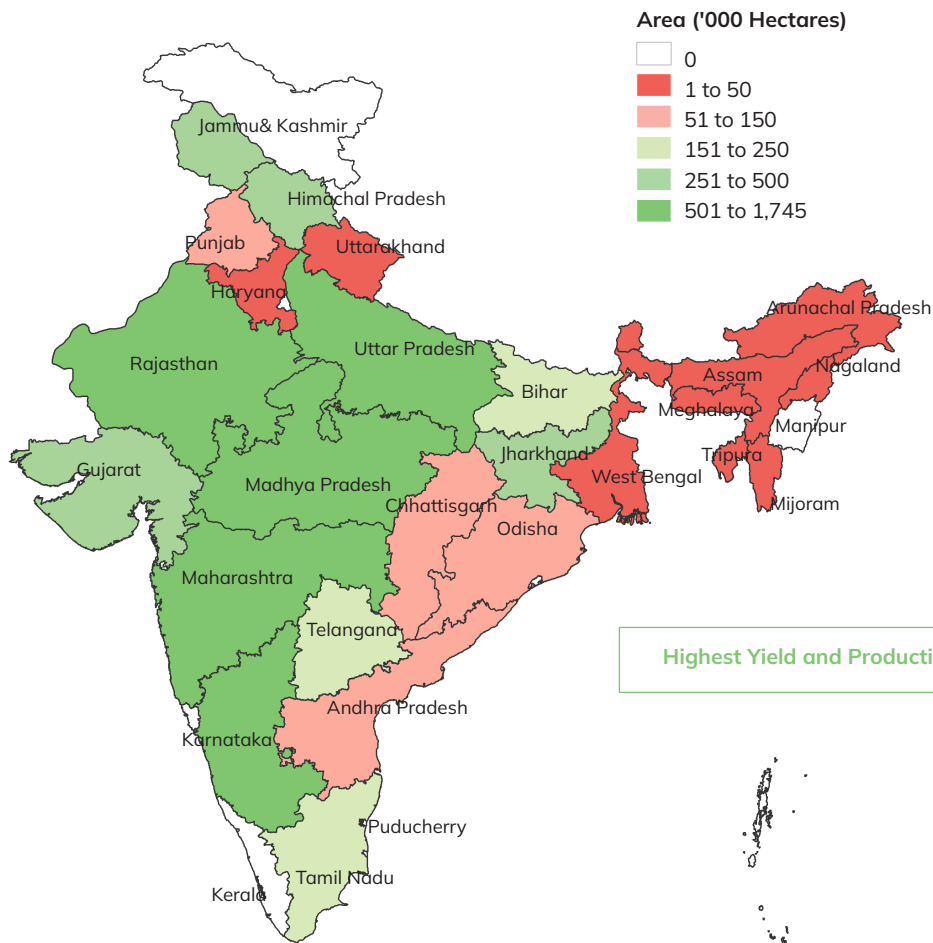 Area ('000 Hectares)
0
1 to 50
51 to 150
151 to 250
251 to 500
501 to 1,745
Jammu& Kashmir
Himachal Pradesh
Punjab
Uttarakhand
Haryana
Arunachal Pradesh
Uttar Pradesh
Rajasthan
Assam
Nagaland
Bihar
Meghalaya
Manipur
Jharkhand
Tripura
Gujarat
West Bengal
Madhya Pradesh
Chhattisgarh
Mijoram
Odisha
Maharashtra
Telangana
Highest Yield and Producti
Andhra Pradesh
Karnataka
Puducherry
Tamil Nadu
Kerala